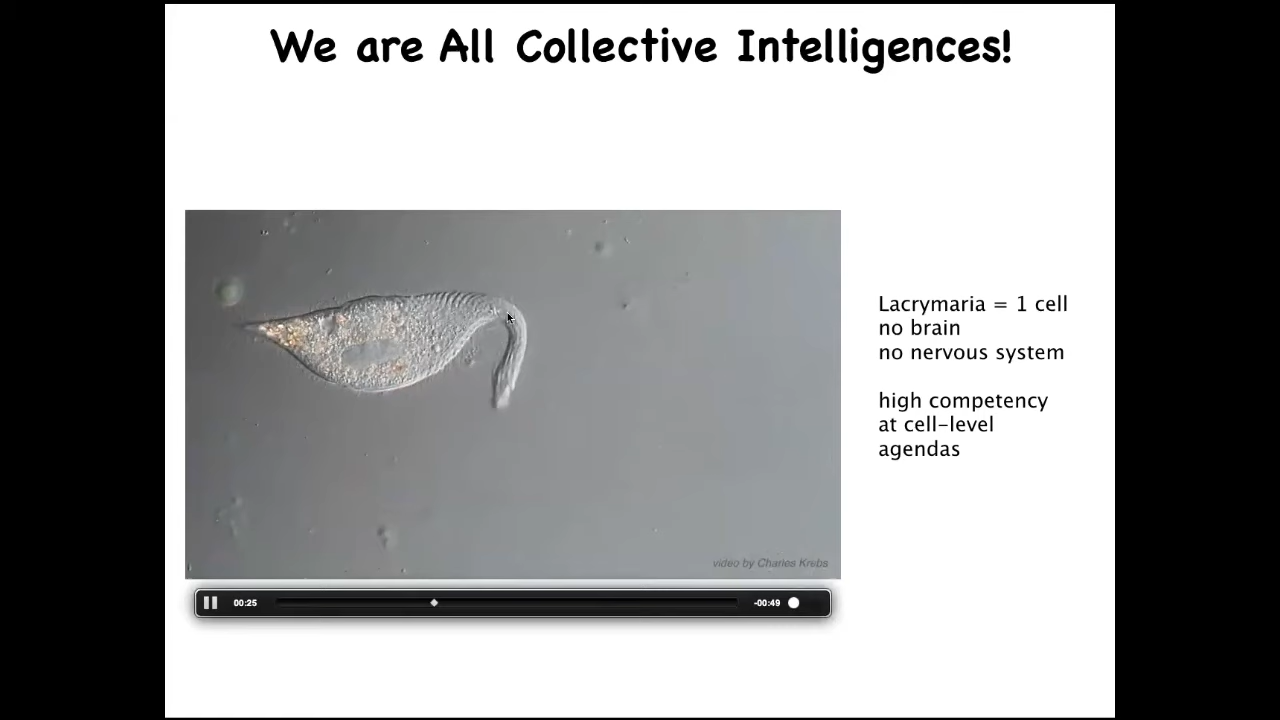 We are All Collective Intelligences!
Lacrymaria = 1 cell
no brain
no nervous system
high competency
at cell-level
agendas
video by Charles Krebs
00:25
-00:49